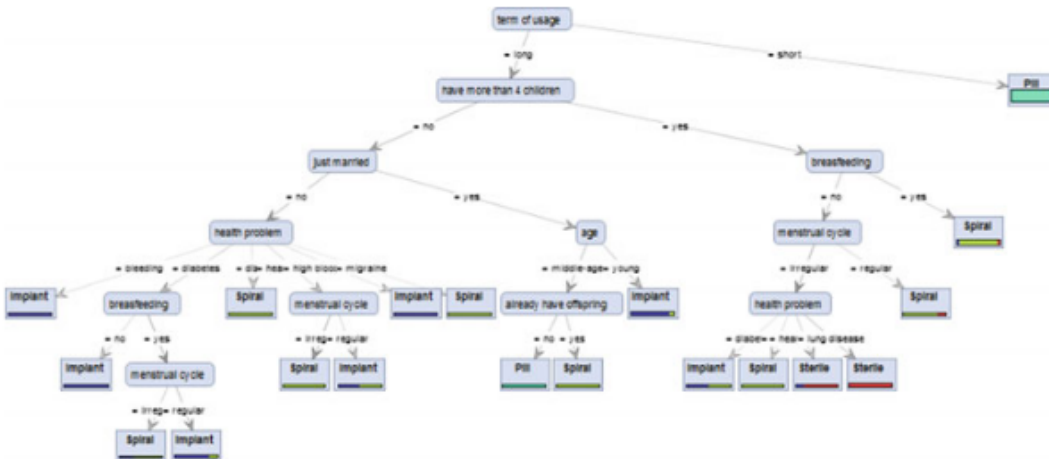 term of usage
= long
= short
have more than 4 children
Pill
= no
= yes
just married
breastfeeding
= no
= yes
= no
= yes
health problem
age
menstrual cycle
Spiral
= bleeding
= diabetes
= high
= migraine
= middle-age
= young
= irregular
= regular
Implant
breastfeeding
Spiral
menstrual cycle
Implant
Spiral
already have offspring
Implant
health problem
Spiral
= no
= yes
= regular
= no
= yes
= lung disease
Implant
menstrual cycle
Spiral
Implant
Pill
Spiral
Implant
Spiral
Sterile
Sterile
= regular
Spiral
Implant